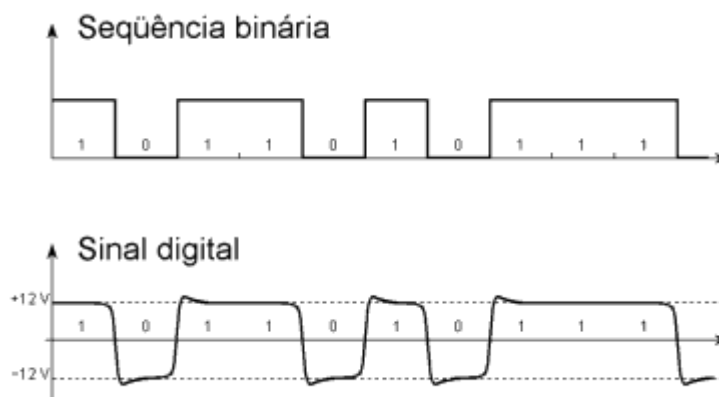 Seqüência binária
1 0 1 1 0 1 0 1 1 1
Sinal digital
+12 V
1 0 1 1 0 1 0 1 1 1
−12V